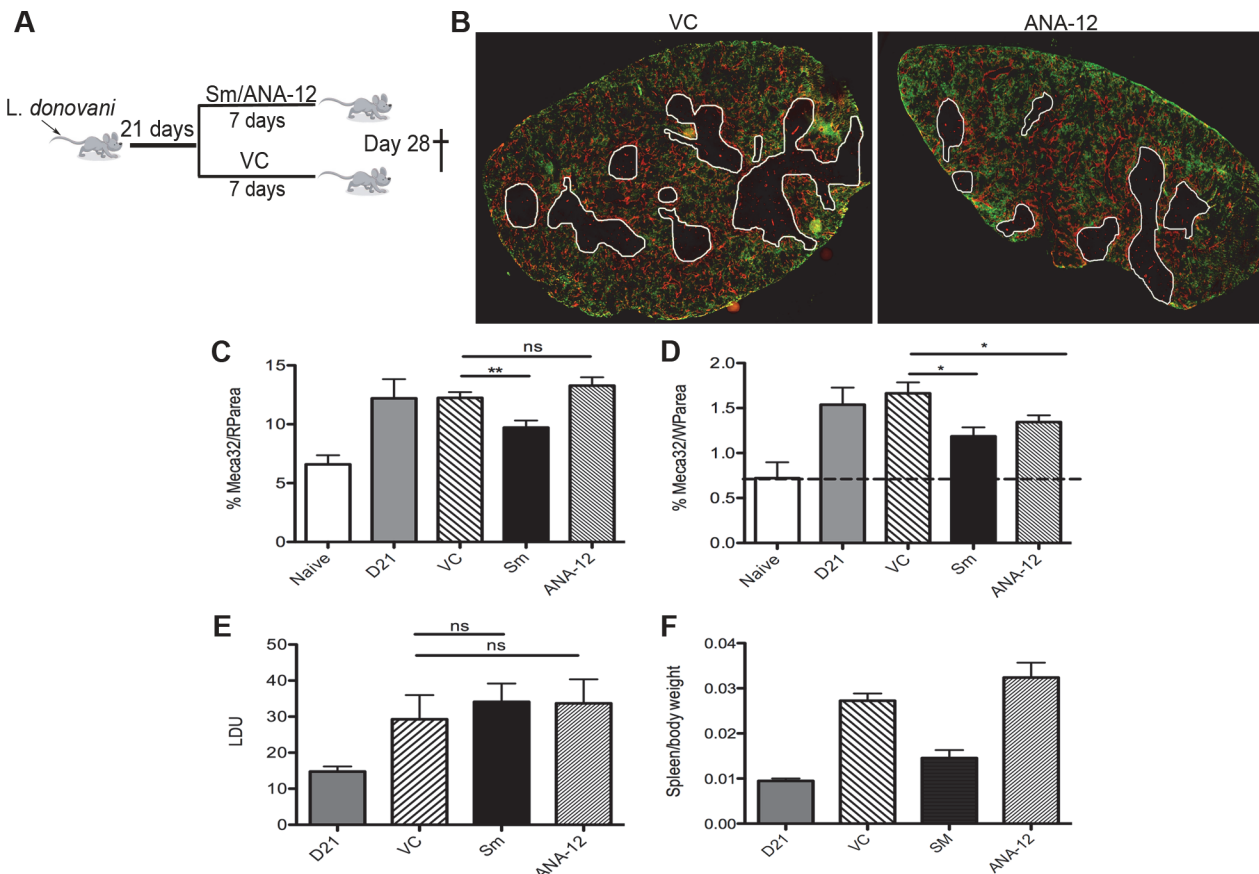 A
L. donovani
21 days
Sm/ANA-12
7 days
VC
7 days
Day 28
B
VC
ANA-12
C
% Meca32/RParea
15
10
5
0
ns
**
Naive
D21
VC
Sm
ANA-12
D
% Meca32/WParea
2.0
1.5
1.0
0.5
0.0
*
*
Naive
D21
VC
Sm
ANA-12
E
LDU
50
40
30
20
10
0
ns
ns
D21
VC
Sm
ANA-12
F
Spleen/body weight
0.04
0.03
0.02
0.01
0.00
D21
VC
SM
ANA-12